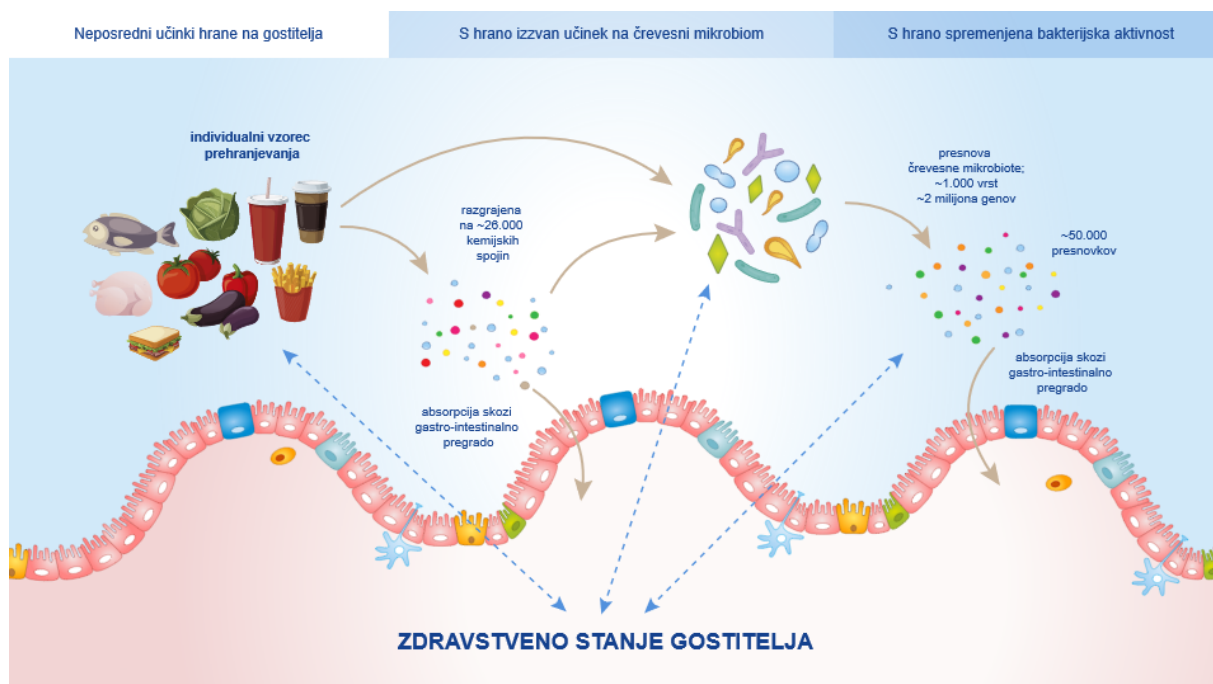 Neposredni učinki hrane na gostitelja
S hrano izzvan učinek na črevesni mikrobiom
S hrano spremenjena bakterijska aktivnost
individualni vzorec
prehranjevanja
razgrajena
na ~26.000
kemijskih
spojin
presnova
črevesne mikrobiote;
~1.000 vrst
~2 milijona genov
~50.000
presnovkov
absorpcija skozi
gastro-intestinalno
pregrado
absorpcija skozi
gastro-intestinalno
pregrado
ZDRAVSTVENO STANJE GOSTITELJA